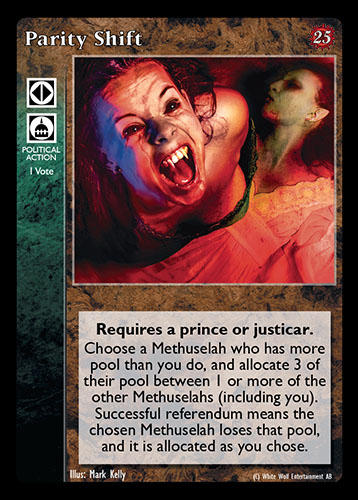 Parity Shift
25
POLITICAL
ACTION
1 Vote
Requires a prince or justicar.
Choose a Methuselah who has more
pool than you do, and allocate 3 of
their pool between 1 or more of the
other Methuselahs (including you).
Successful referendum means the
chosen Methuselah loses that pool,
and it is allocated as you chose.
Illus: Mark Kelly
(C) White Wolf Entertainment AB